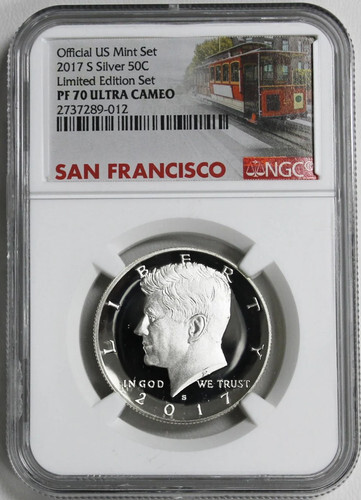 Official US Mint Set
2017 S Silver 50C
Limited Edition Set
PF 70 ULTRA CAMEO
2737289-012
SAN FRANCISCO NGC
LIBERTY
IN GOD WE TRUST
S
2017